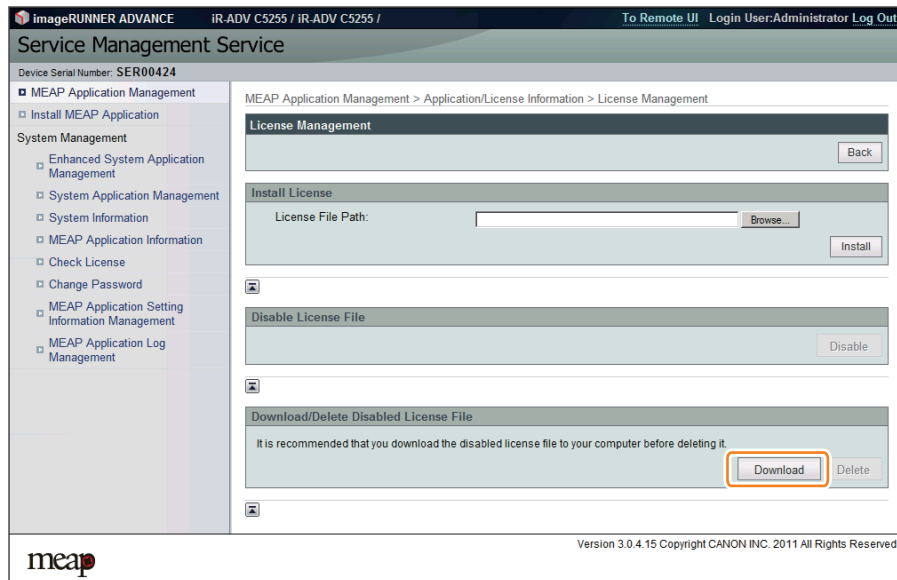 imageRUNNER ADVANCE iR-ADV C5255 / iR-ADV C5255 / To Remote UI Login User:Administrator Log Out
Service Management Service
Device Serial Number: SER00424
MEAP Application Management
Install MEAP Application
System Management
Enhanced System Application
Management
System Application Management
System Information
MEAP Application Information
Check License
Change Password
MEAP Application Setting
Information Management
MEAP Application Log
Management
MEAP Application Management > Application/License Information > License Management
License Management
Back
Install License
License File Path: Browse...
Install
Disable License File
Disable
Download/Delete Disabled License File
It is recommended that you download the disabled license file to your computer before deleting it.
Download Delete
Version 3.0.4.15 Copyright CANON INC. 2011 All Rights Reserved
meap